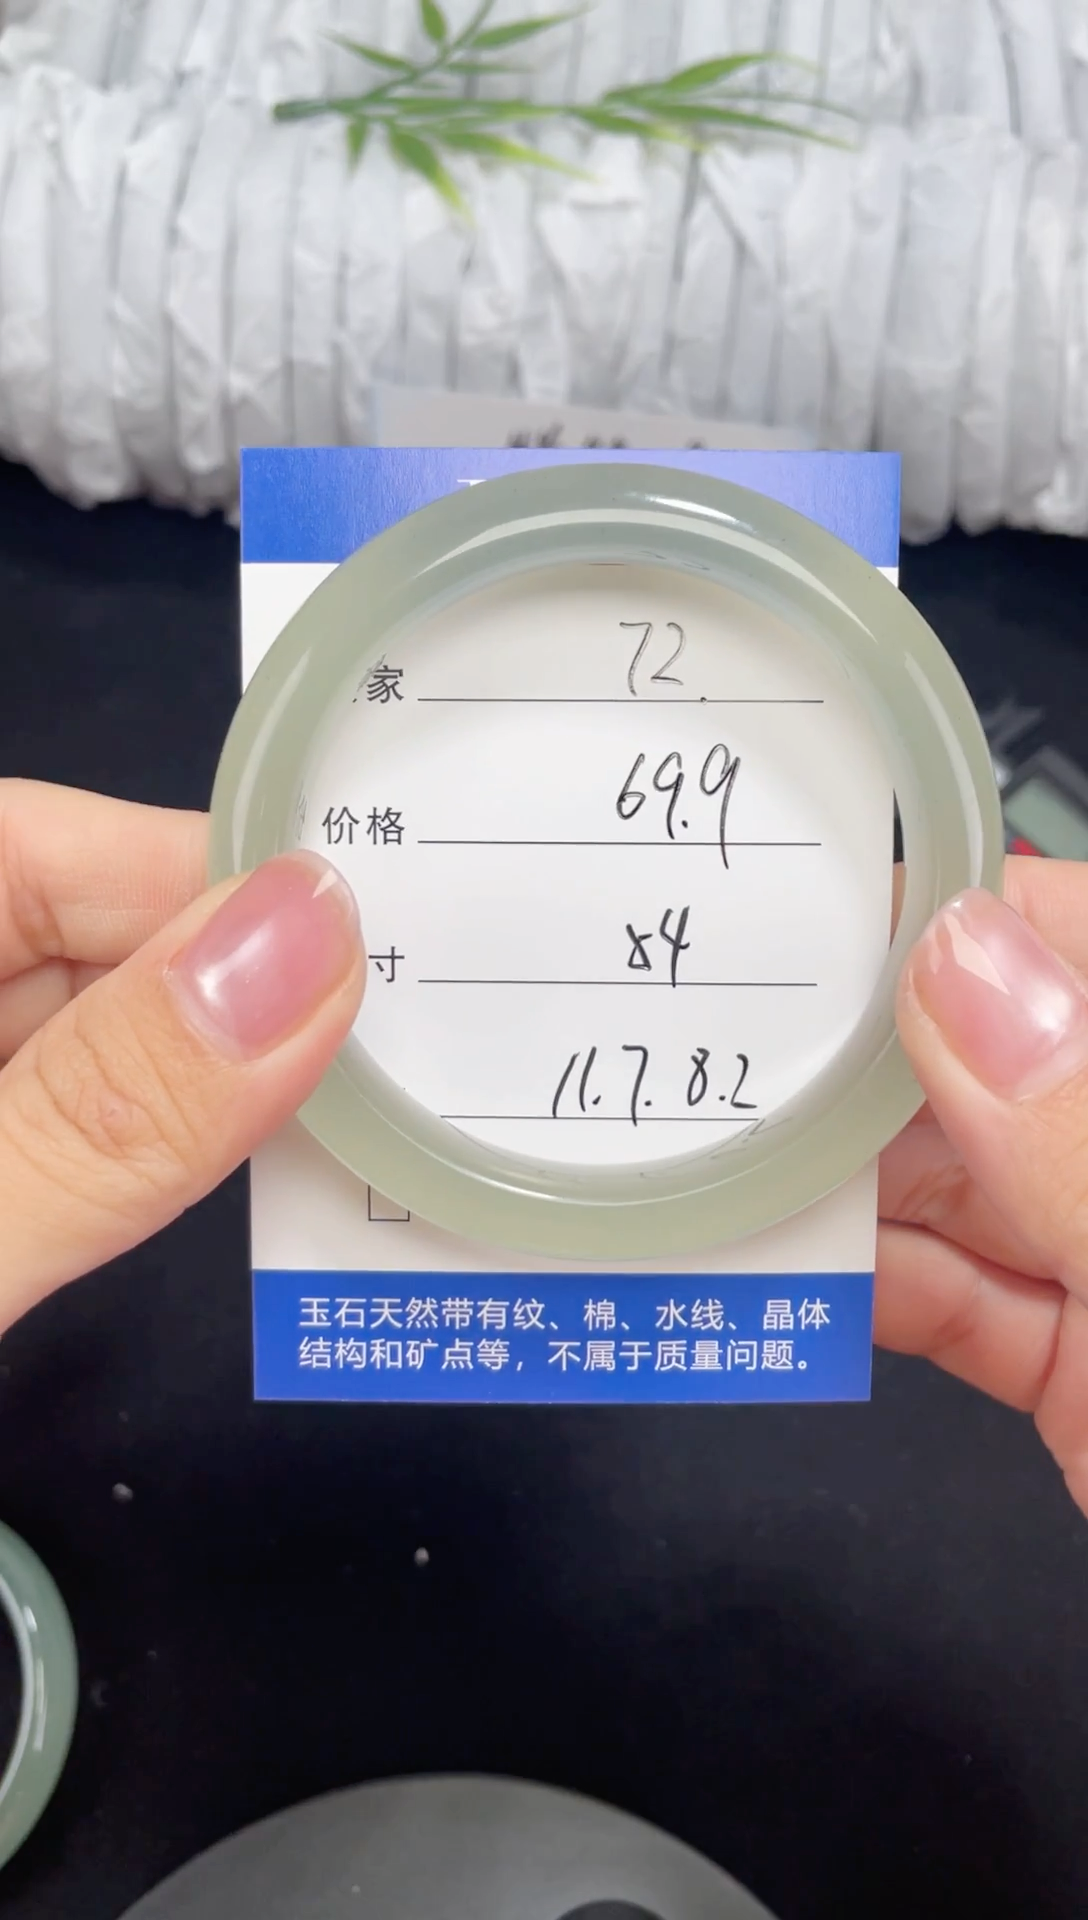 家 72.
价格 69.9
寸 54
11.7. 8.2
玉石天然带有纹、棉、水线、晶体
结构和矿点等，不属于质量问题。